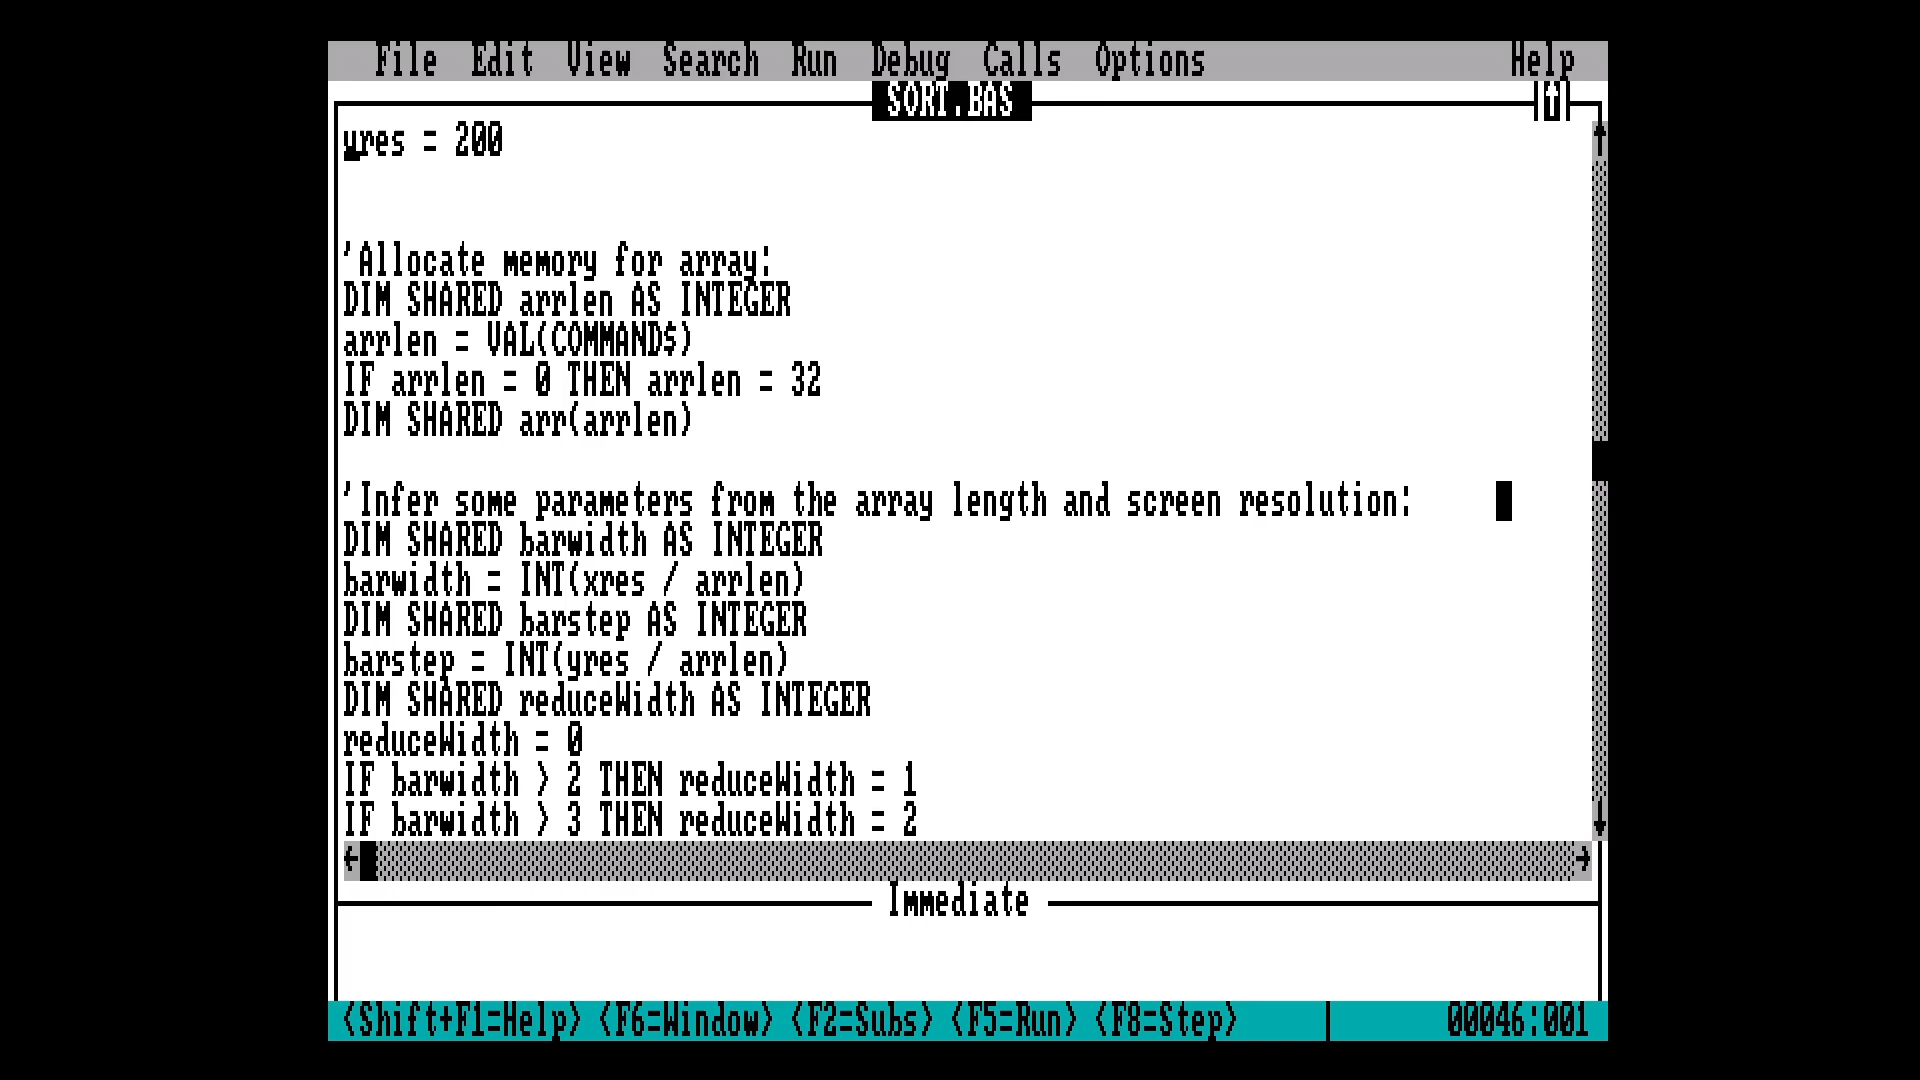 File Edit View Search Run Debug Calls Options Help
SORT.BAS
yres = 200
'Allocate memory for array:
DIM SHARED arrlen AS INTEGER
arrlen = VAL(COMMAND$)
IF arrlen = 0 THEN arrlen = 32
DIM SHARED arr(arrlen)
'Infer some parameters from the array length and screen resolution:
DIM SHARED barwidth AS INTEGER
barwidth = INT(xres / arrlen)
DIM SHARED barstep AS INTEGER
barstep = INT(yres / arrlen)
DIM SHARED reduceWidth AS INTEGER
reduceWidth = 0
IF barwidth > 2 THEN reduceWidth = 1
IF barwidth > 3 THEN reduceWidth = 2
Immediate
<Shift+F1=Help> <F6=Window> <F2=Subs> <F5=Run> <F8=Step> 00046:001